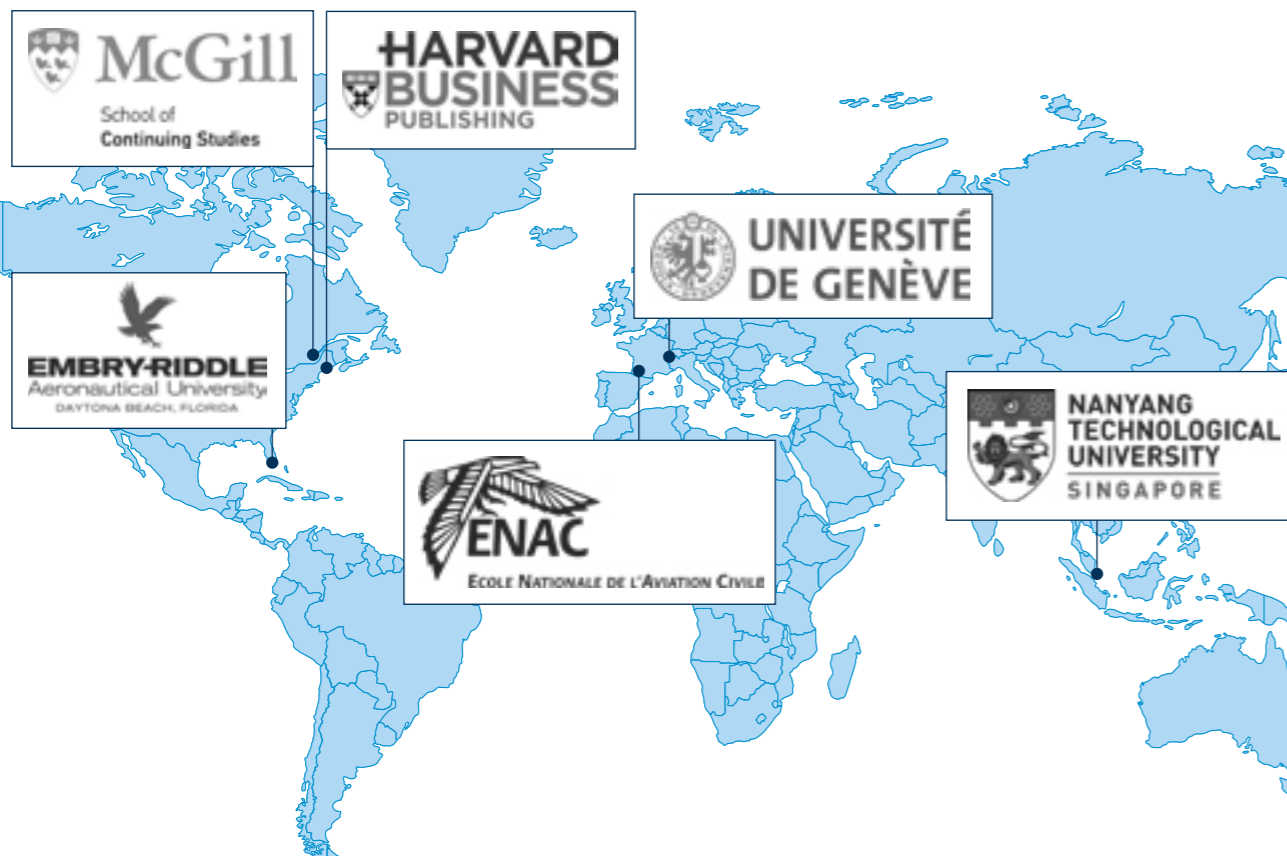 McGill
School of
Continuing Studies
HARVARD
BUSINESS
PUBLISHING
UNIVERSITÉ
DE GENÈVE
EMBRY-RIDDLE
Aeronautical University
DAYTONA BEACH, FLORIDA
NANYANG
TECHNOLOGICAL
UNIVERSITY
SINGAPORE
ENAC
ECOLE NATIONALE DE L'AVIATION CIVILE